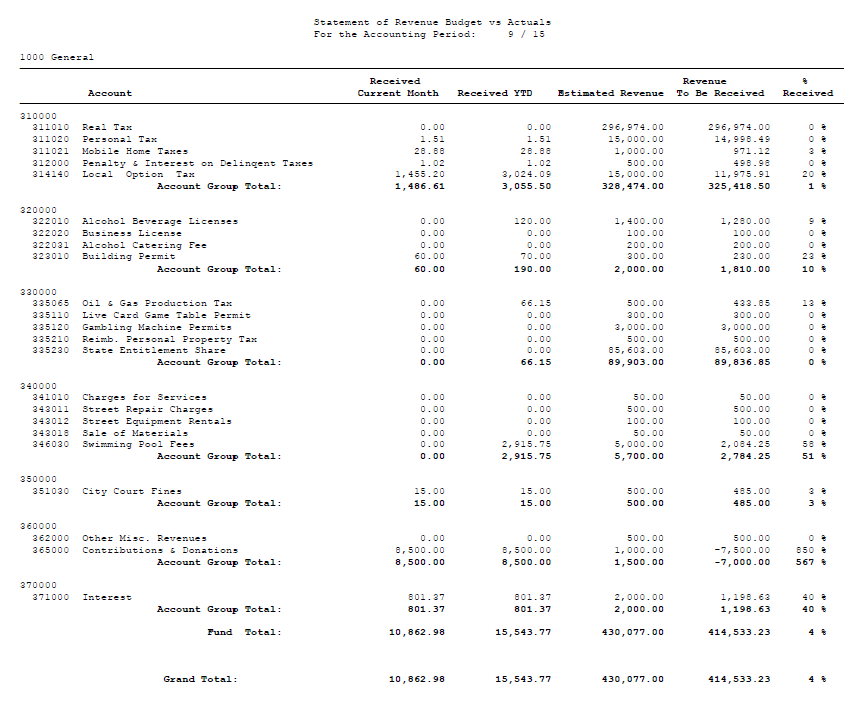 Statement of Revenue Budget vs Actuals
For the Accounting Period: 9 / 15
1000 General
Received Revenue %
Account Current Month Received YTD Estimated Revenue To Be Received Received
310000
311010 Real Tax 0.00 0.00 296,974.00 296,974.00 0 %
311020 Personal Tax 1.51 1.51 15,000.00 14,998.49 0 %
311021 Mobile Home Taxes 28.88 28.88 1,000.00 971.12 3 %
312000 Penalty & Interest on Delinqent Taxes 1.02 1.02 500.00 498.98 0 %
314140 Local Option Tax 1,455.20 3,024.09 15,000.00 11,975.91 20 %
Account Group Total: 1,486.61 3,055.50 328,474.00 325,418.50 1 %
320000
322010 Alcohol Beverage Licenses 0.00 120.00 1,400.00 1,280.00 9 %
322020 Business License 0.00 0.00 100.00 100.00 0 %
322031 Alcohol Catering Fee 0.00 0.00 200.00 200.00 0 %
323010 Building Permit 60.00 70.00 300.00 230.00 23 %
Account Group Total: 60.00 190.00 2,000.00 1,810.00 10 %
330000
335065 Oil & Gas Production Tax 0.00 66.15 500.00 433.85 13 %
335110 Live Card Game Table Permit 0.00 0.00 300.00 300.00 0 %
335120 Gambling Machine Permits 0.00 0.00 3,000.00 3,000.00 0 %
335210 Reimb. Personal Property Tax 0.00 0.00 500.00 500.00 0 %
335230 State Entitlement Share 0.00 0.00 85,603.00 85,603.00 0 %
Account Group Total: 0.00 66.15 89,903.00 89,836.85 0 %
340000
341010 Charges for Services 0.00 0.00 50.00 50.00 0 %
343011 Street Repair Charges 0.00 0.00 500.00 500.00 0 %
343012 Street Equipment Rentals 0.00 0.00 100.00 100.00 0 %
343018 Sale of Materials 0.00 0.00 50.00 50.00 0 %
346030 Swimming Pool Fees 0.00 2,915.75 5,000.00 2,084.25 58 %
Account Group Total: 0.00 2,915.75 5,700.00 2,784.25 51 %
350000
351030 City Court Fines 15.00 15.00 500.00 485.00 3 %
Account Group Total: 15.00 15.00 500.00 485.00 3 %
360000
362000 Other Misc. Revenues 0.00 0.00 500.00 500.00 0 %
365000 Contributions & Donations 8,500.00 8,500.00 1,000.00 -7,500.00 850 %
Account Group Total: 8,500.00 8,500.00 1,500.00 -7,000.00 567 %
370000
371000 Interest 801.37 801.37 2,000.00 1,198.63 40 %
Account Group Total: 801.37 801.37 2,000.00 1,198.63 40 %
Fund Total: 10,862.98 15,543.77 430,077.00 414,533.23 4 %
Grand Total: 10,862.98 15,543.77 430,077.00 414,533.23 4 %